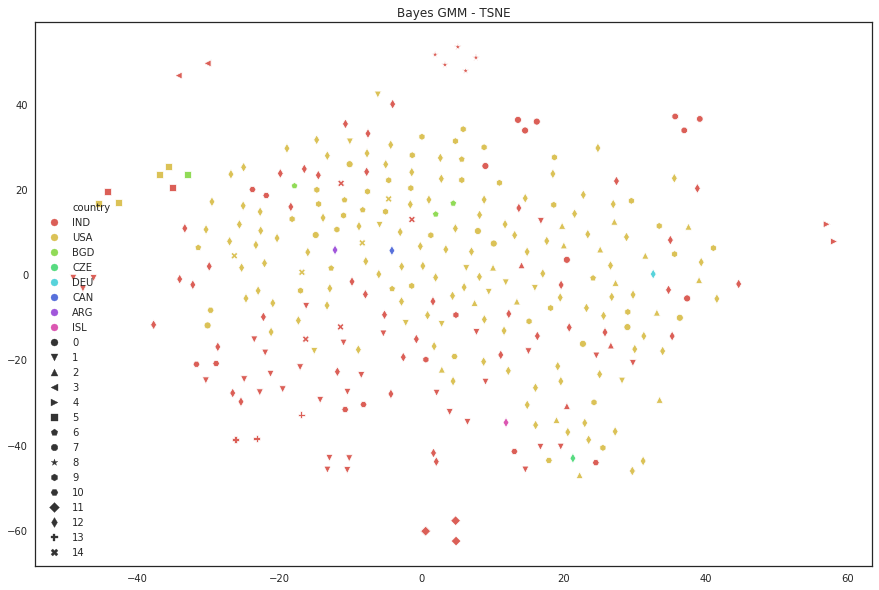 Bayes GMM - TSNE
40
20
0
−20
−40
−60
country
IND
USA
BGD
CZE
DEU
CAN
ARG
ISL
0
1
2
3
4
5
6
7
8
9
10
11
12
13
14
−40
−20
0
20
40
60